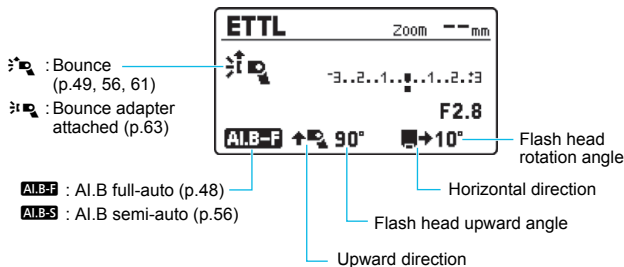 ETTL Zoom -- mm
: Bounce
(p.49, 56, 61)
: Bounce adapter
attached (p.63)
-3..2..1..■..1..2.:+3
F2.8
AI.B-F 90° 10°
Flash head
rotation angle
AI.B-F : AI.B full-auto (p.48)
AI.B-S : AI.B semi-auto (p.56)
Horizontal direction
Flash head upward angle
Upward direction